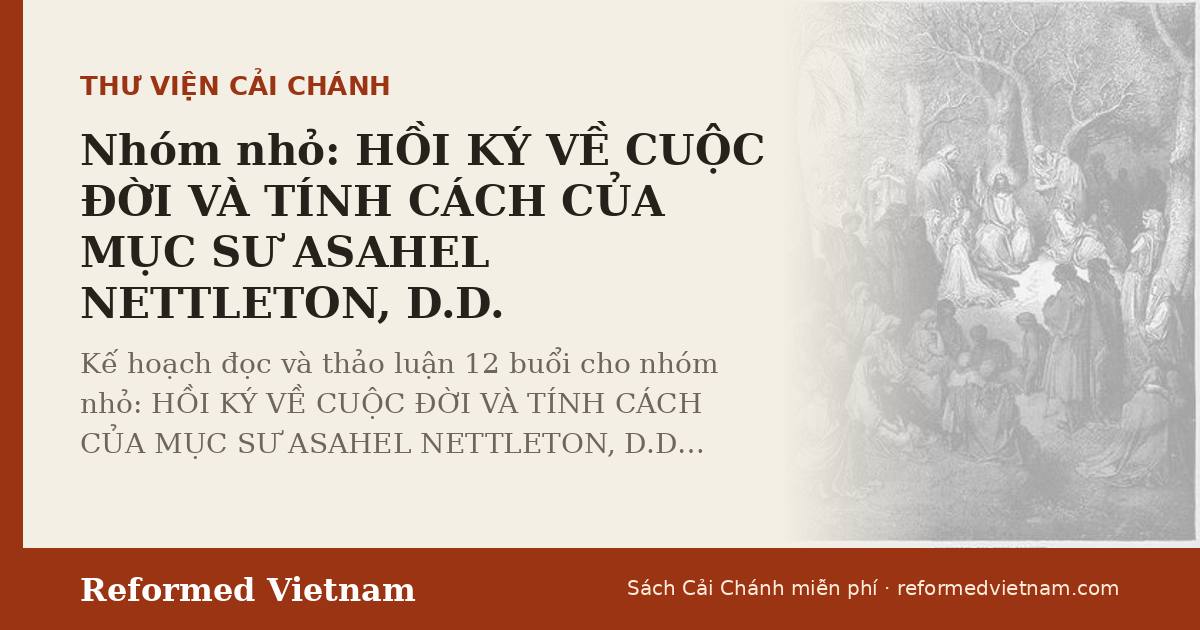 THƯ VIỆN CẢI CHÁNH
Nhóm nhỏ: HỒI KÝ VỀ CUỘC
ĐỜI VÀ TÍNH CÁCH CỦA
MỤC SƯ ASAHEL
NETTLETON, D.D.
Kế hoạch đọc và thảo luận 12 buổi cho nhóm
nhỏ: HỒI KÝ VỀ CUỘC ĐỜI VÀ TÍNH CÁCH
CỦA MỤC SƯ ASAHEL NETTLETON, D.D...
Reformed Vietnam
Sách Cải Chánh miễn phí · reformedvietnam.com